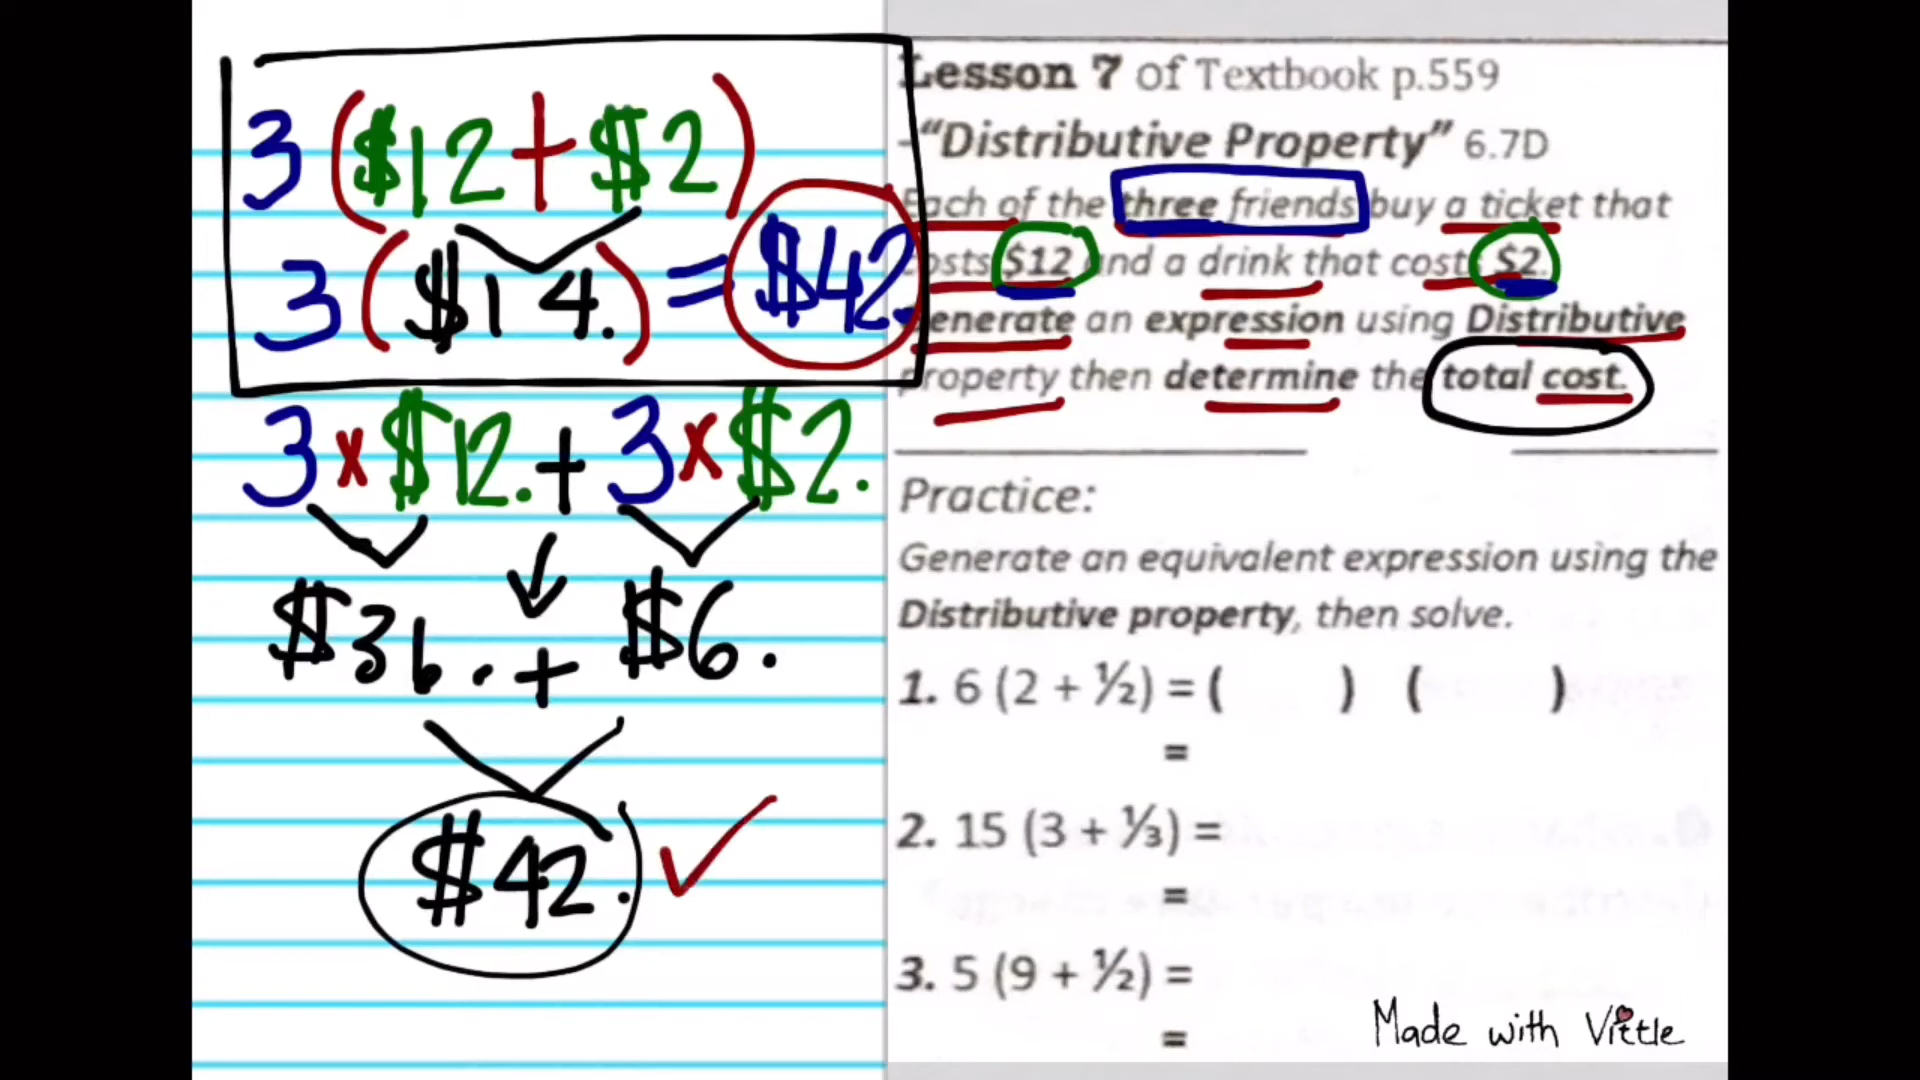 3 ($12 + $2)
3 ($14.) = $42.
3 x $12. + 3 x $2.
$36. + $6.
$42.
Lesson 7 of Textbook p.559
-“Distributive Property” 6.7D
Each of the three friends buy a ticket that
costs $12 and a drink that costs $2.
Generate an expression using Distributive
property then determine the total cost.
Practice:
Generate an equivalent expression using the
Distributive property, then solve.
1. 6 (2 + ½) = ( ) ( )
=
2. 15 (3 + ⅓) =
=
3. 5 (9 + ½) =
=
Made with Vittle